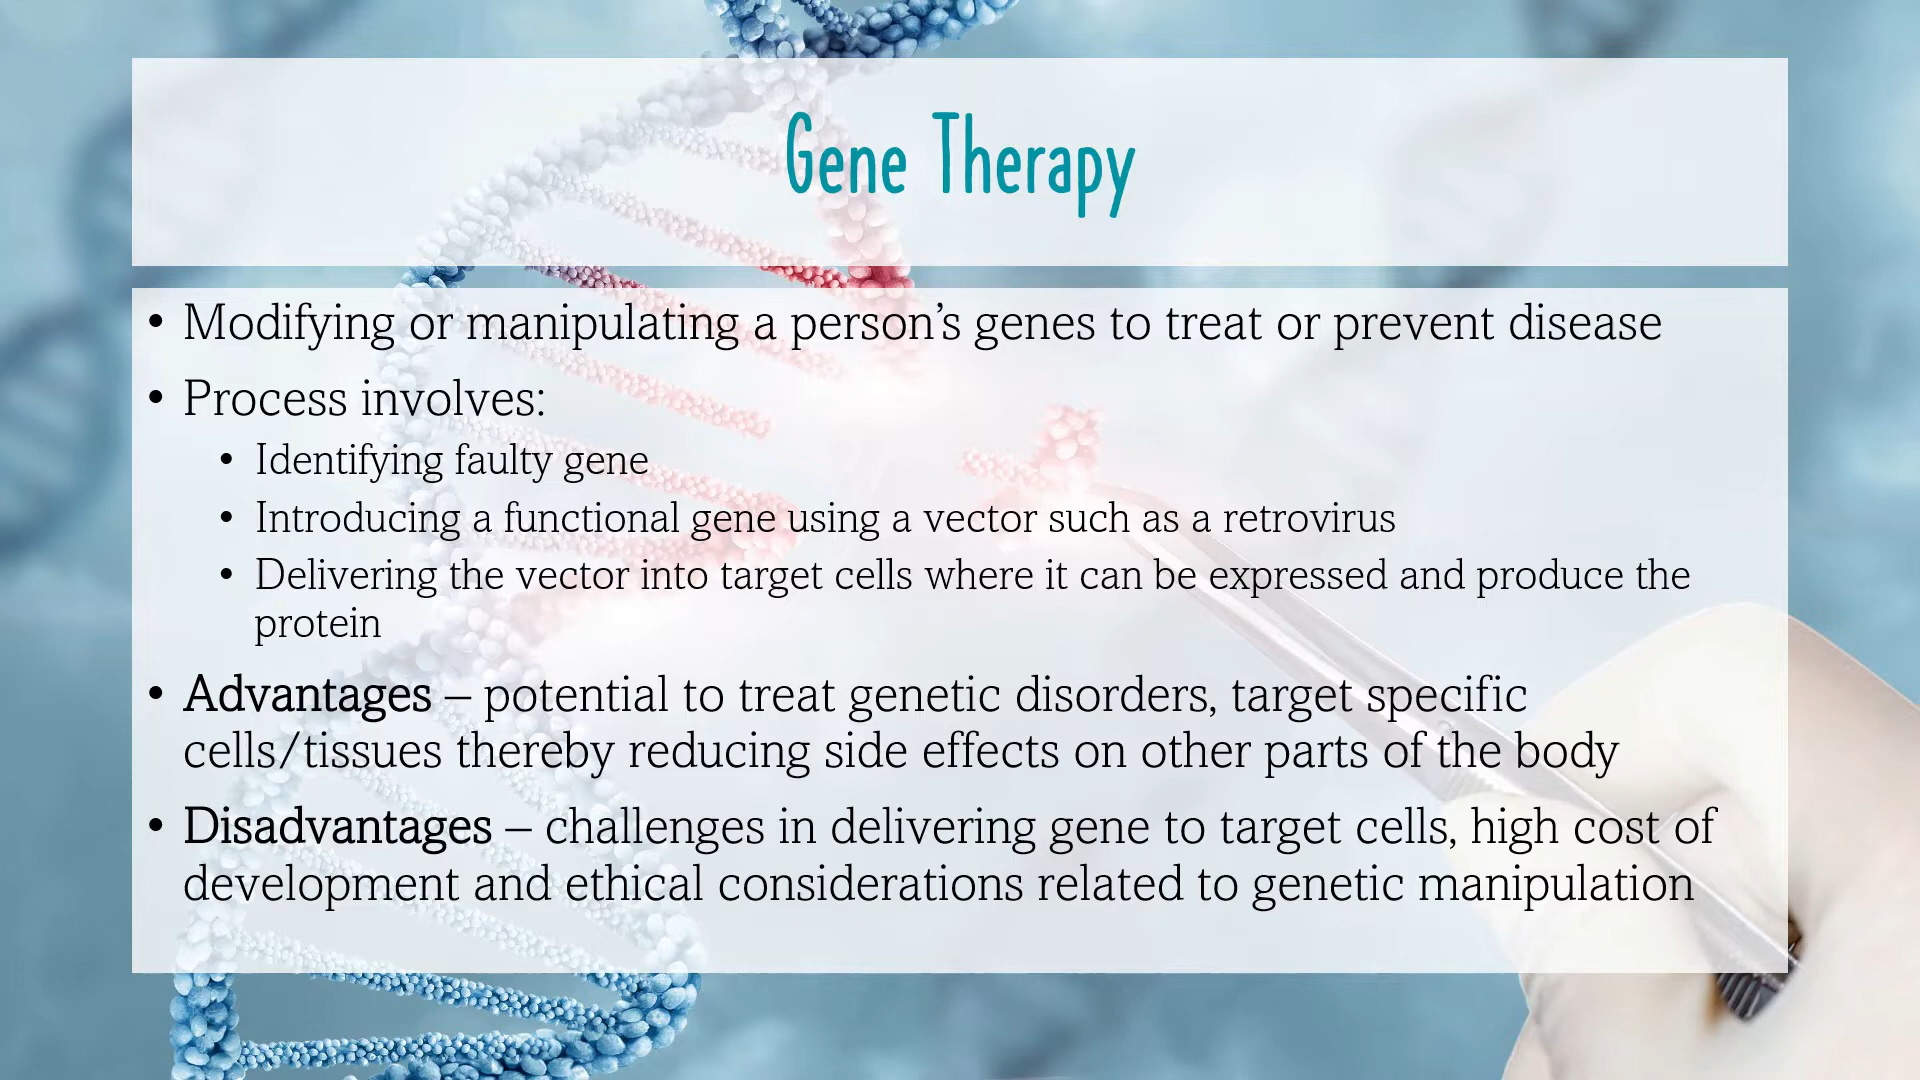 Gene Therapy
• Modifying or manipulating a person’s genes to treat or prevent disease
• Process involves:
• Identifying faulty gene
• Introducing a functional gene using a vector such as a retrovirus
• Delivering the vector into target cells where it can be expressed and produce the
protein
• Advantages – potential to treat genetic disorders, target specific
cells/tissues thereby reducing side effects on other parts of the body
• Disadvantages – challenges in delivering gene to target cells, high cost of
development and ethical considerations related to genetic manipulation